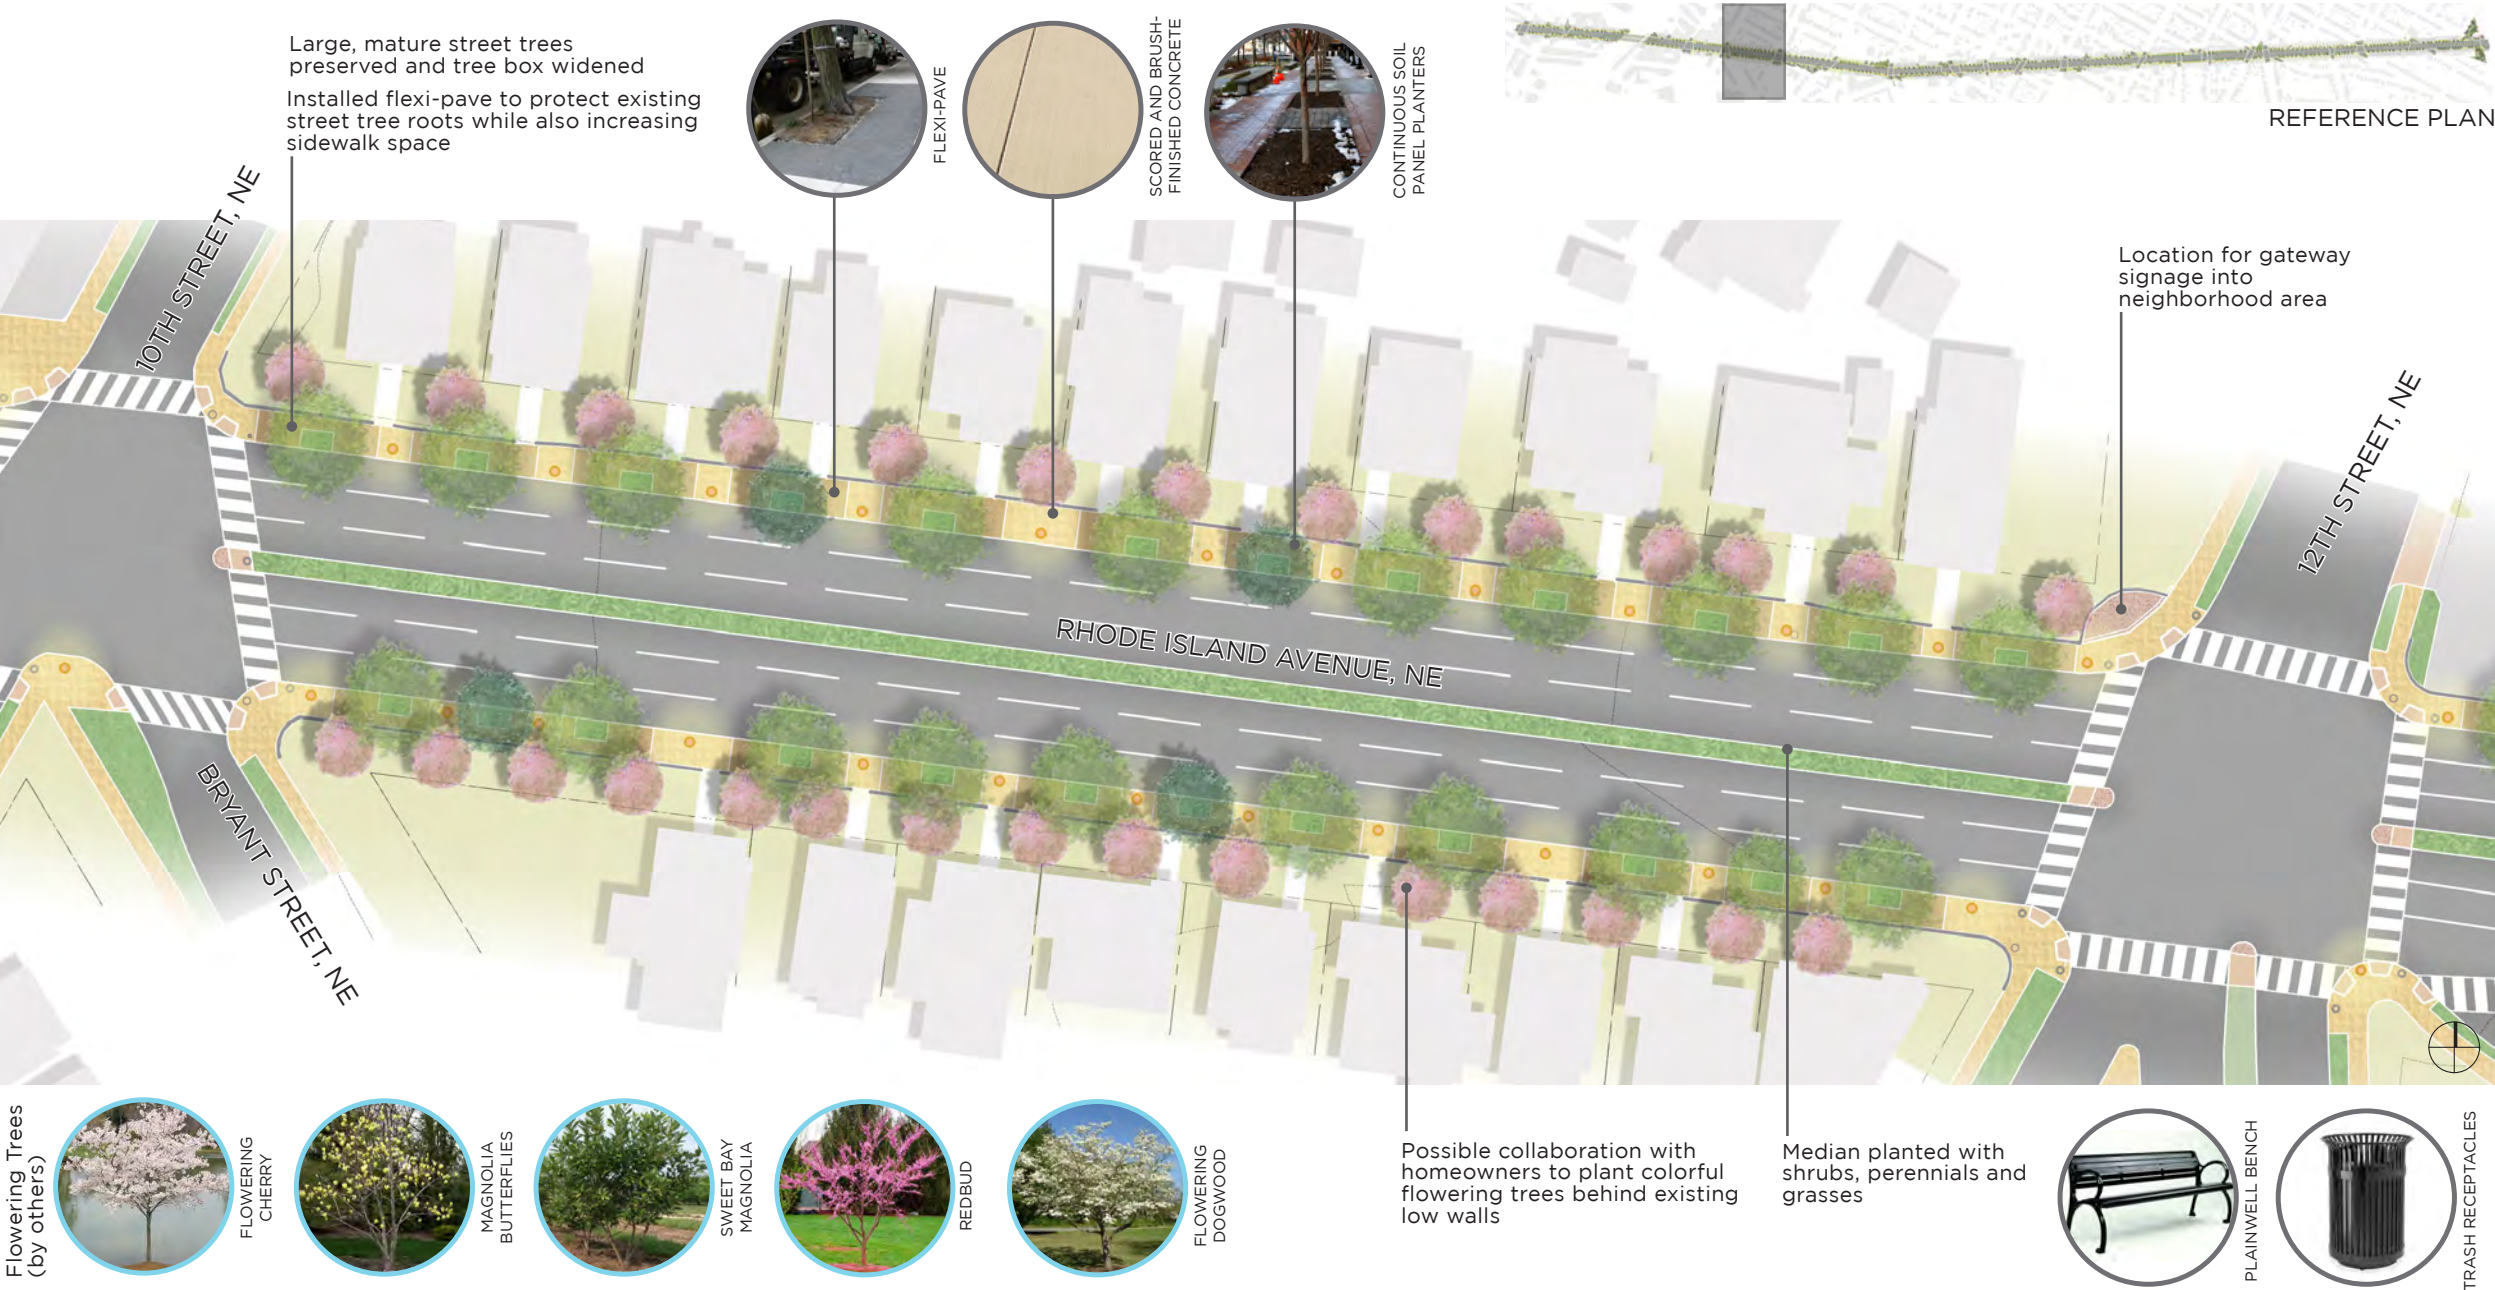 Large, mature street trees
preserved and tree box widened
Installed flexi-pave to protect existing
street tree roots while also increasing
sidewalk space
FLEXI-PAVE
SCORED AND BRUSH-
FINISHED CONCRETE
CONTINUOUS SOIL
PANEL PLANTERS
REFERENCE PLAN
10TH STREET, NE
Location for gateway
signage into
neighborhood area
12TH STREET, NE
RHODE ISLAND AVENUE, NE
BRYANT STREET, NE
Flowering Trees
(by others)
FLOWERING
CHERRY
MAGNOLIA
BUTTERFLIES
SWEET BAY
MAGNOLIA
REDBUD
FLOWERING
DOGWOOD
Possible collaboration with
homeowners to plant colorful
flowering trees behind existing
low walls
Median planted with
shrubs, perennials and
grasses
PLAINWELL BENCH
TRASH RECEPTACLES